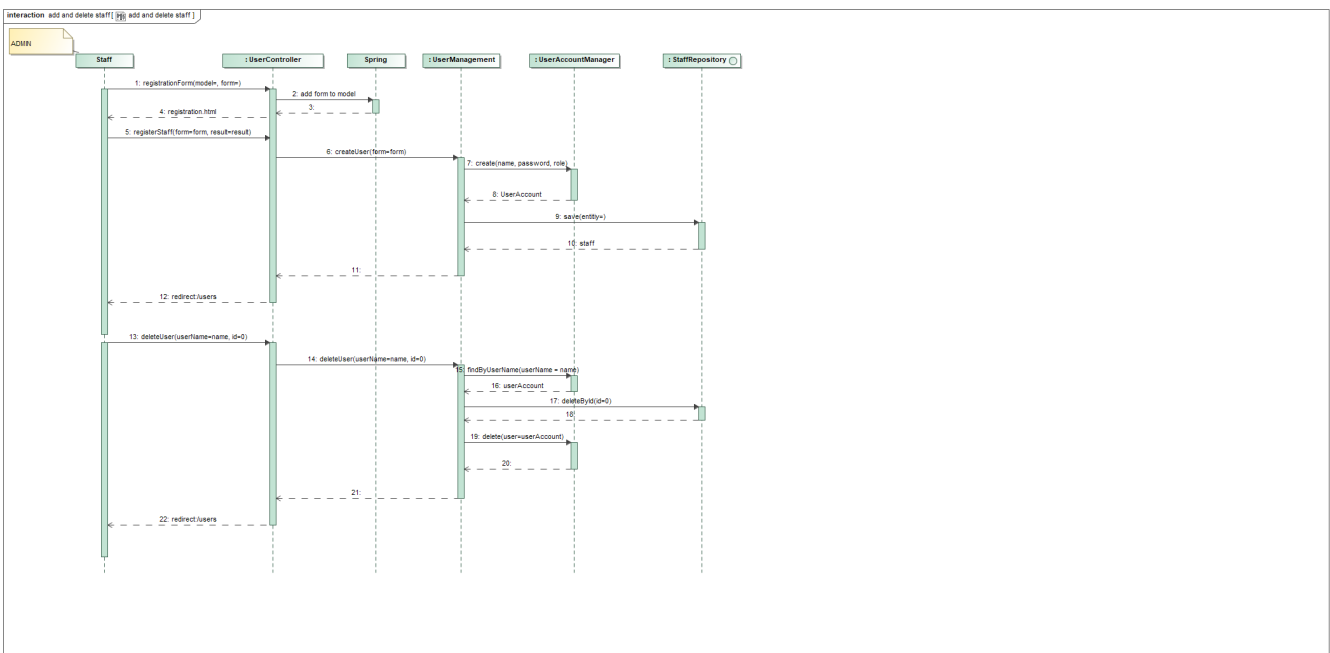 interaction add and delete staff [ add and delete staff ]
ADMIN
Staff
: UserController
Spring
: UserManagement
: UserAccountManager
: StaffRepository
1: registrationForm(model=, form=)
2: add form to model
3:
4: registration.html
5: registerStaff(form=form, result=result)
6: createUser(form=form)
7: create(name, password, role)
8: UserAccount
9: save(entity=)
10: staff
11:
12: redirect:/users
13: deleteUser(userName=name, id=0)
14: deleteUser(userName=name, id=0)
15: findByUserName(userName = name)
16: userAccount
17: deleteById(id=0)
18:
19: delete(user=userAccount)
20:
21:
22: redirect:/users